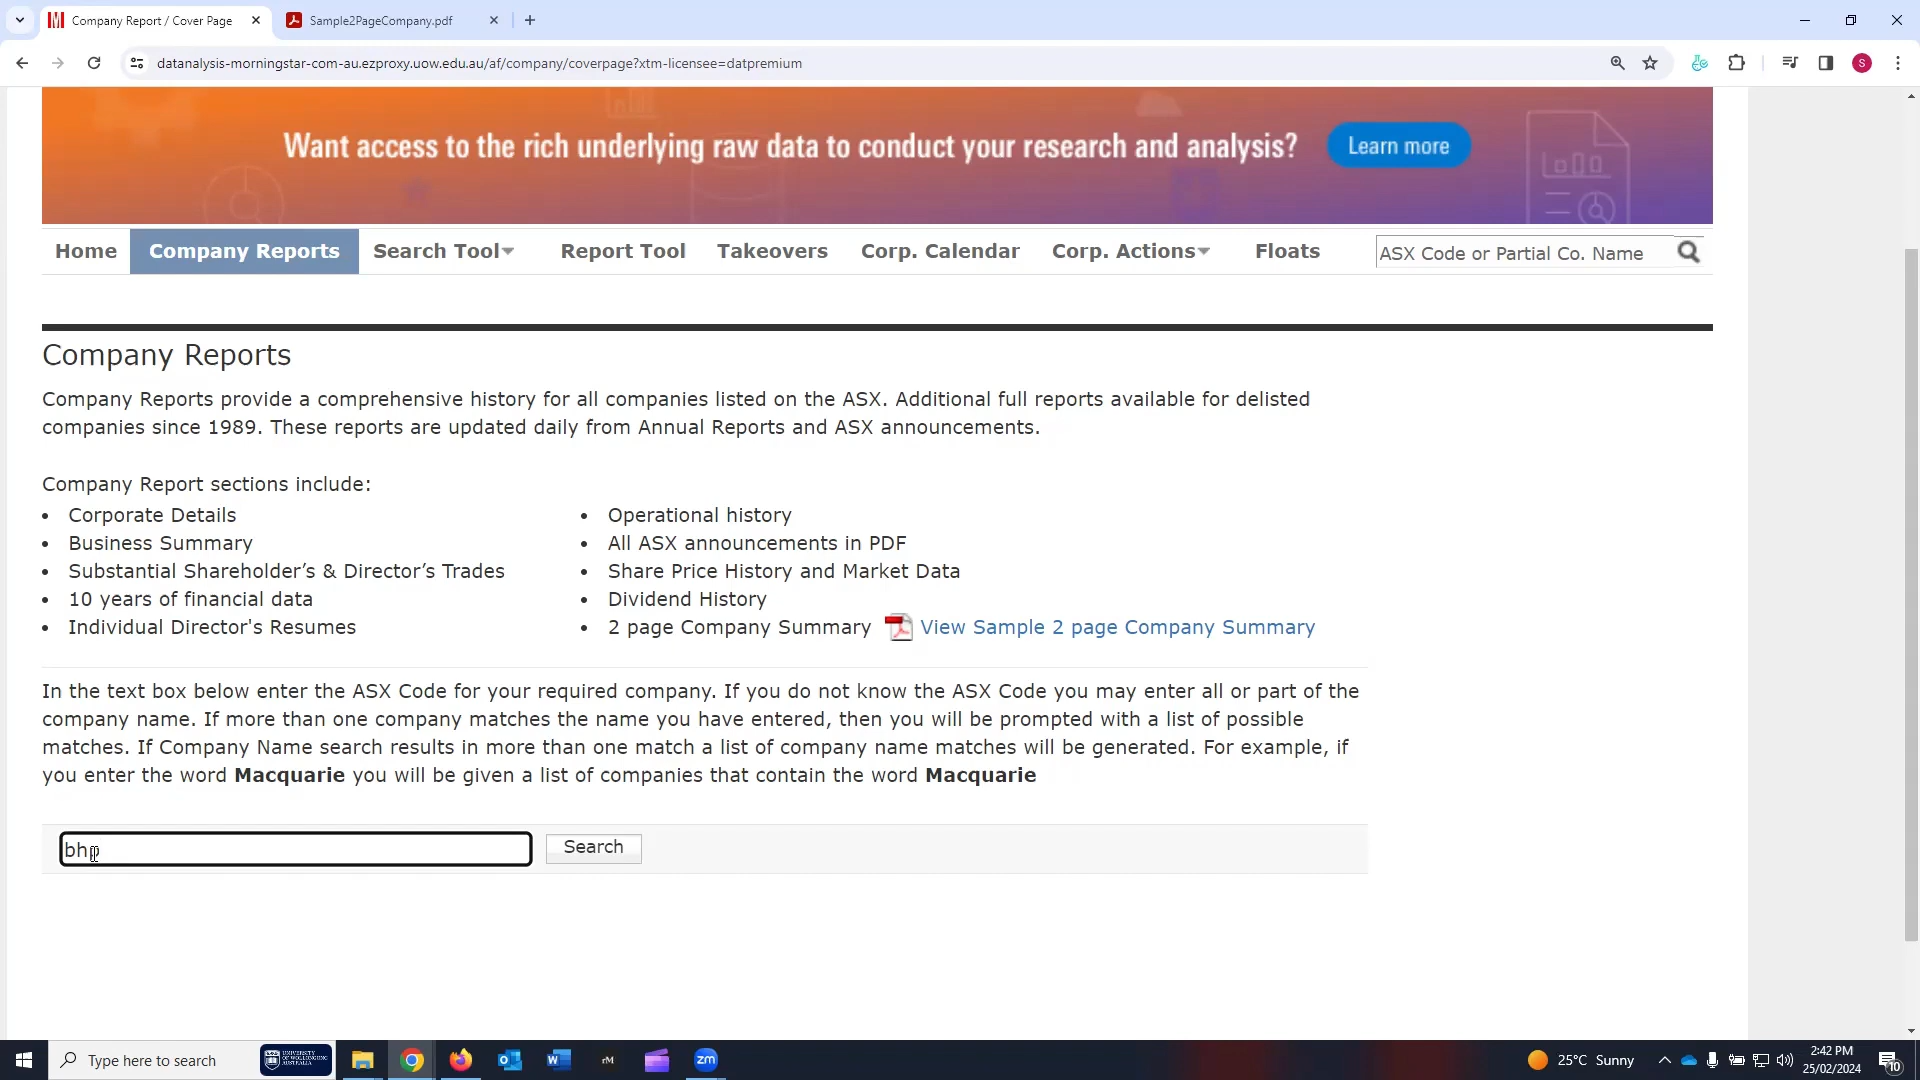 Company Report / Cover Page
Sample2PageCompany.pdf
datanalysis-morningstar-com-au.ezproxy.uow.edu.au/af/company/coverpage?xtm-licensee=datpremium
S
Want access to the rich underlying raw data to conduct your research and analysis? Learn more
Home Company Reports Search Tool Report Tool Takeovers Corp. Calendar Corp. Actions Floats ASX Code or Partial Co. Name
Company Reports
Company Reports provide a comprehensive history for all companies listed on the ASX. Additional full reports available for delisted
companies since 1989. These reports are updated daily from Annual Reports and ASX announcements.
Company Report sections include:
• Corporate Details
• Business Summary
• Substantial Shareholder’s & Director’s Trades
• 10 years of financial data
• Individual Director's Resumes
• Operational history
• All ASX announcements in PDF
• Share Price History and Market Data
• Dividend History
• 2 page Company Summary View Sample 2 page Company Summary
In the text box below enter the ASX Code for your required company. If you do not know the ASX Code you may enter all or part of the
company name. If more than one company matches the name you have entered, then you will be prompted with a list of possible
matches. If Company Name search results in more than one match a list of company name matches will be generated. For example, if
you enter the word Macquarie you will be given a list of companies that contain the word Macquarie
bhp Search
Type here to search
UNIVERSITY
OF WOLLONGONG
AUSTRALIA
rM
zm
25°C Sunny
2:42 PM
25/02/2024
10